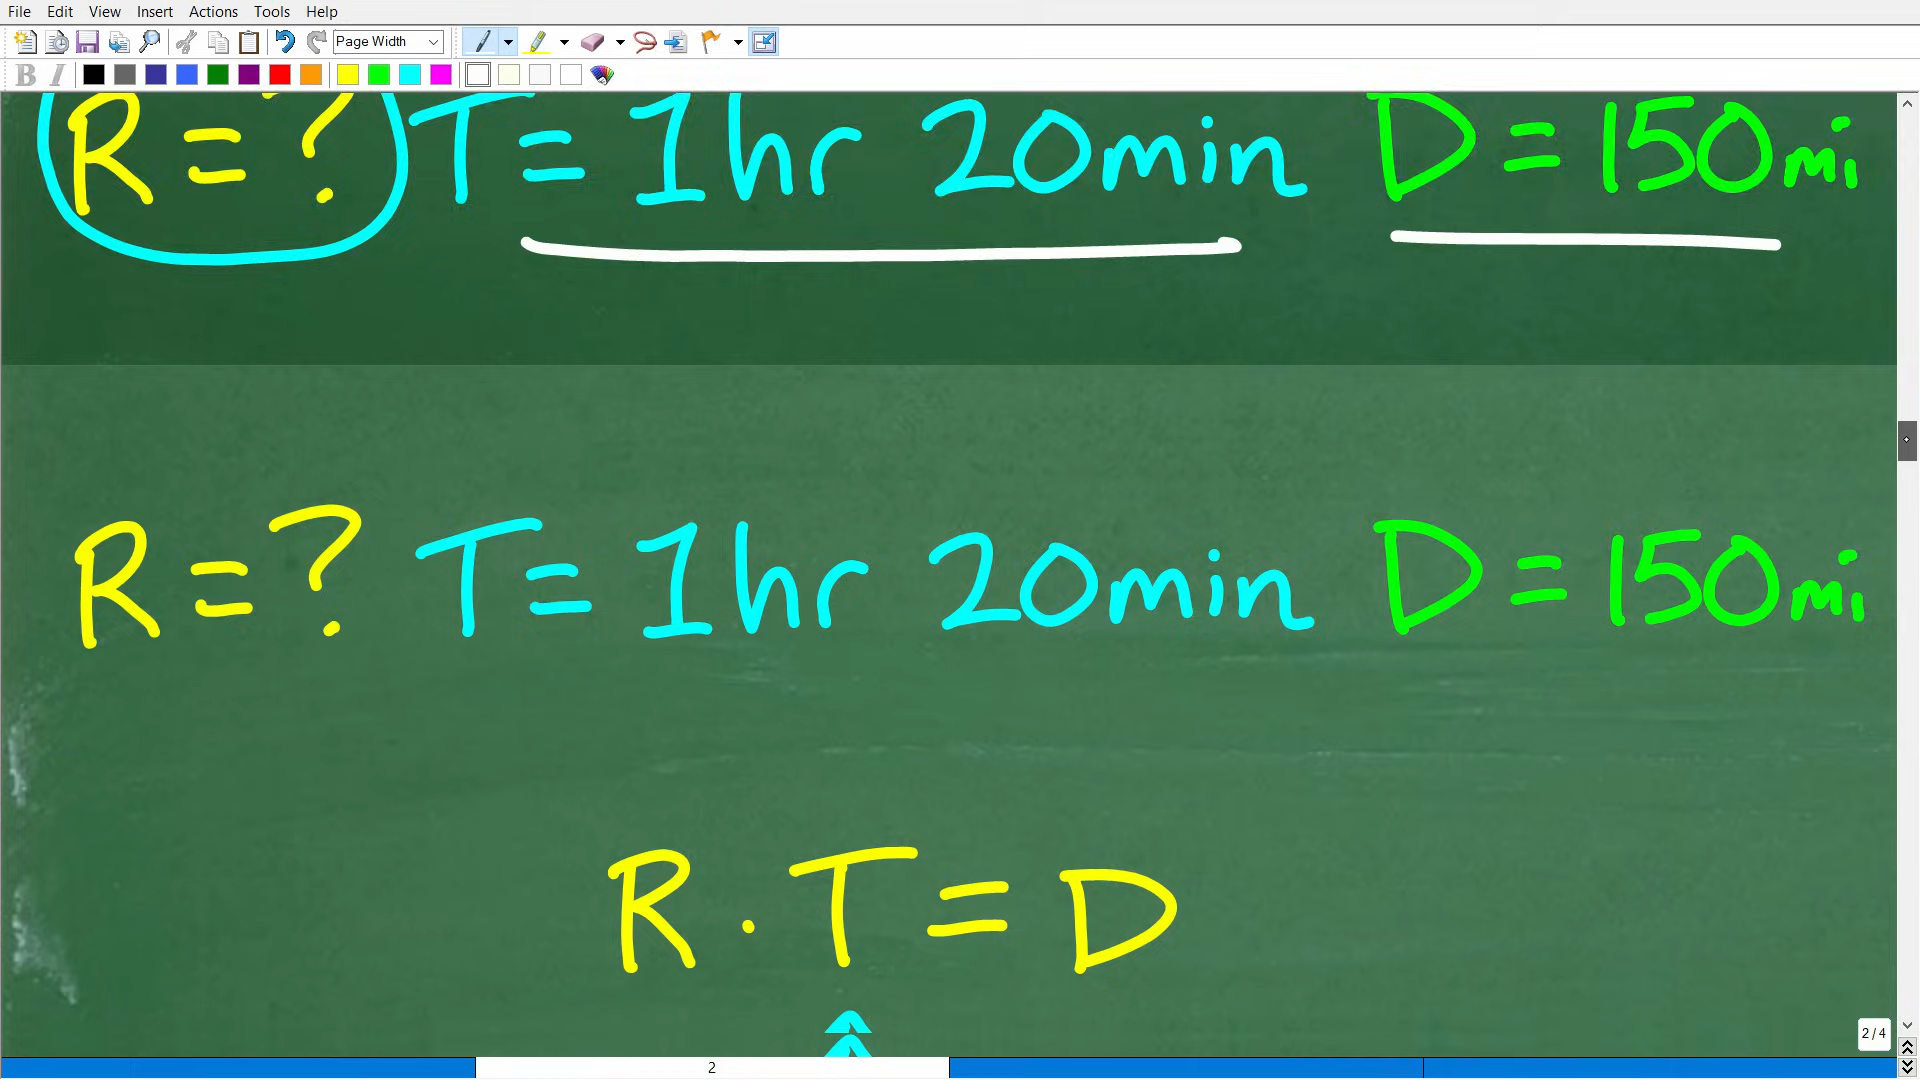 File Edit View Insert Actions Tools Help
Page Width
B I
R = ? T = 1hr 20min D = 150mi
R = ? T = 1hr 20min D = 150mi
R · T = D
2 / 4
2